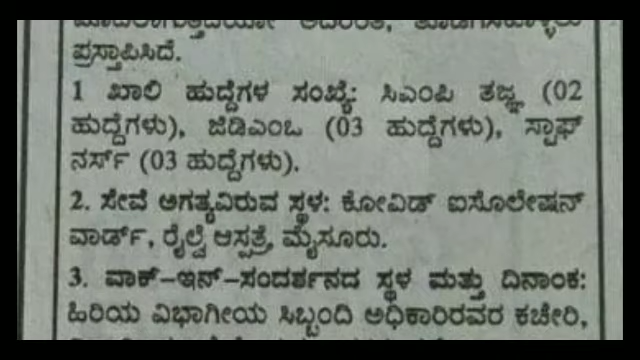 ಪ್ರಸ್ತಾಪಿಸಿದೆ.
1 ಖಾಲಿ ಹುದ್ದೆಗಳ ಸಂಖ್ಯೆ: ಸಿಎಂಪಿ ತಜ್ಞ (02
ಹುದ್ದೆಗಳು), ಜಿಡಿಎಂಒ (03 ಹುದ್ದೆಗಳು), ಸ್ಟಾಫ್
ನರ್ಸ್ (03 ಹುದ್ದೆಗಳು).
2. ಸೇವೆ ಅಗತ್ಯವಿರುವ ಸ್ಥಳ: ಕೋವಿಡ್ ಐಸೊಲೇಷನ್
ವಾರ್ಡ್, ರೈಲ್ವೆ ಆಸ್ಪತ್ರೆ, ಮೈಸೂರು.
3. ವಾಕ್-ಇನ್-ಸಂದರ್ಶನದ ಸ್ಥಳ ಮತ್ತು ದಿನಾಂಕ:
ಹಿರಿಯ ವಿಭಾಗೀಯ ಸಿಬ್ಬಂದಿ ಅಧಿಕಾರಿರವರ ಕಚೇರಿ,